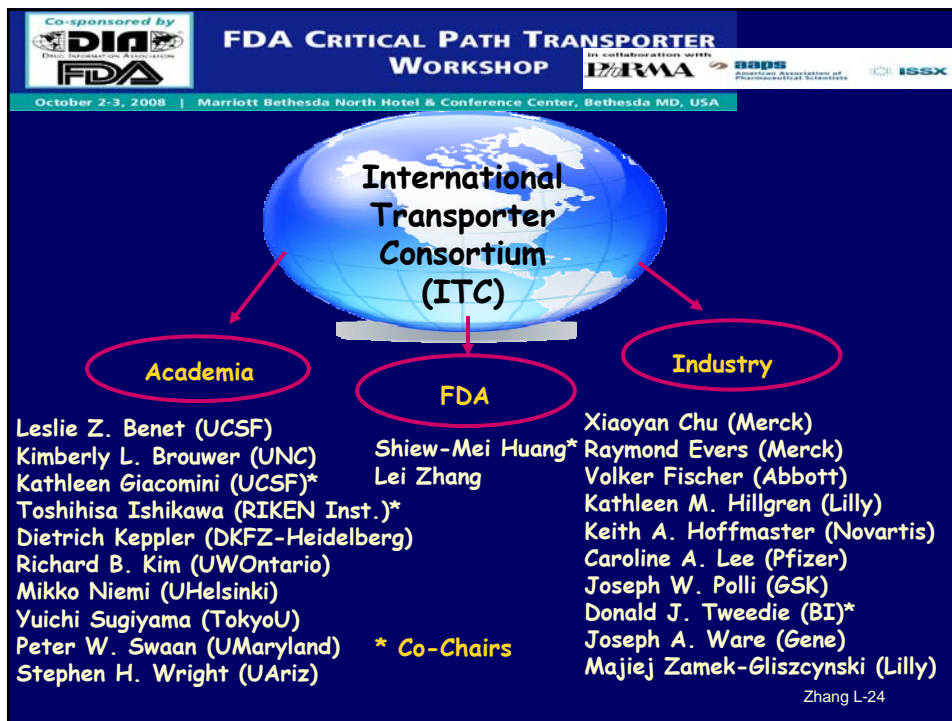 Co-sponsored by
DIA
DRUG INFORMATION ASSOCIATION
FDA
FDA CRITICAL PATH TRANSPORTER
WORKSHOP
in collaboration with
PhRMA
aaps
American Association of
Pharmaceutical Scientists
ISSX
October 2-3, 2008 | Marriott Bethesda North Hotel & Conference Center, Bethesda MD, USA
International
Transporter
Consortium
(ITC)
Academia
Leslie Z. Benet (UCSF)
Kimberly L. Brouwer (UNC)
Kathleen Giacomini (UCSF)*
Toshihisa Ishikawa (RIKEN Inst.)*
Dietrich Keppler (DKFZ-Heidelberg)
Richard B. Kim (UWOntario)
Mikko Niemi (UHelsinki)
Yuichi Sugiyama (TokyoU)
Peter W. Swaan (UMaryland)
Stephen H. Wright (UAriz)
FDA
Shiew-Mei Huang*
Lei Zhang
* Co-Chairs
Industry
Xiaoyan Chu (Merck)
Raymond Evers (Merck)
Volker Fischer (Abbott)
Kathleen M. Hillgren (Lilly)
Keith A. Hoffmaster (Novartis)
Caroline A. Lee (Pfizer)
Joseph W. Polli (GSK)
Donald J. Tweedie (BI)*
Joseph A. Ware (Gene)
Majiej Zamek-Gliszcynski (Lilly)
Zhang L-24